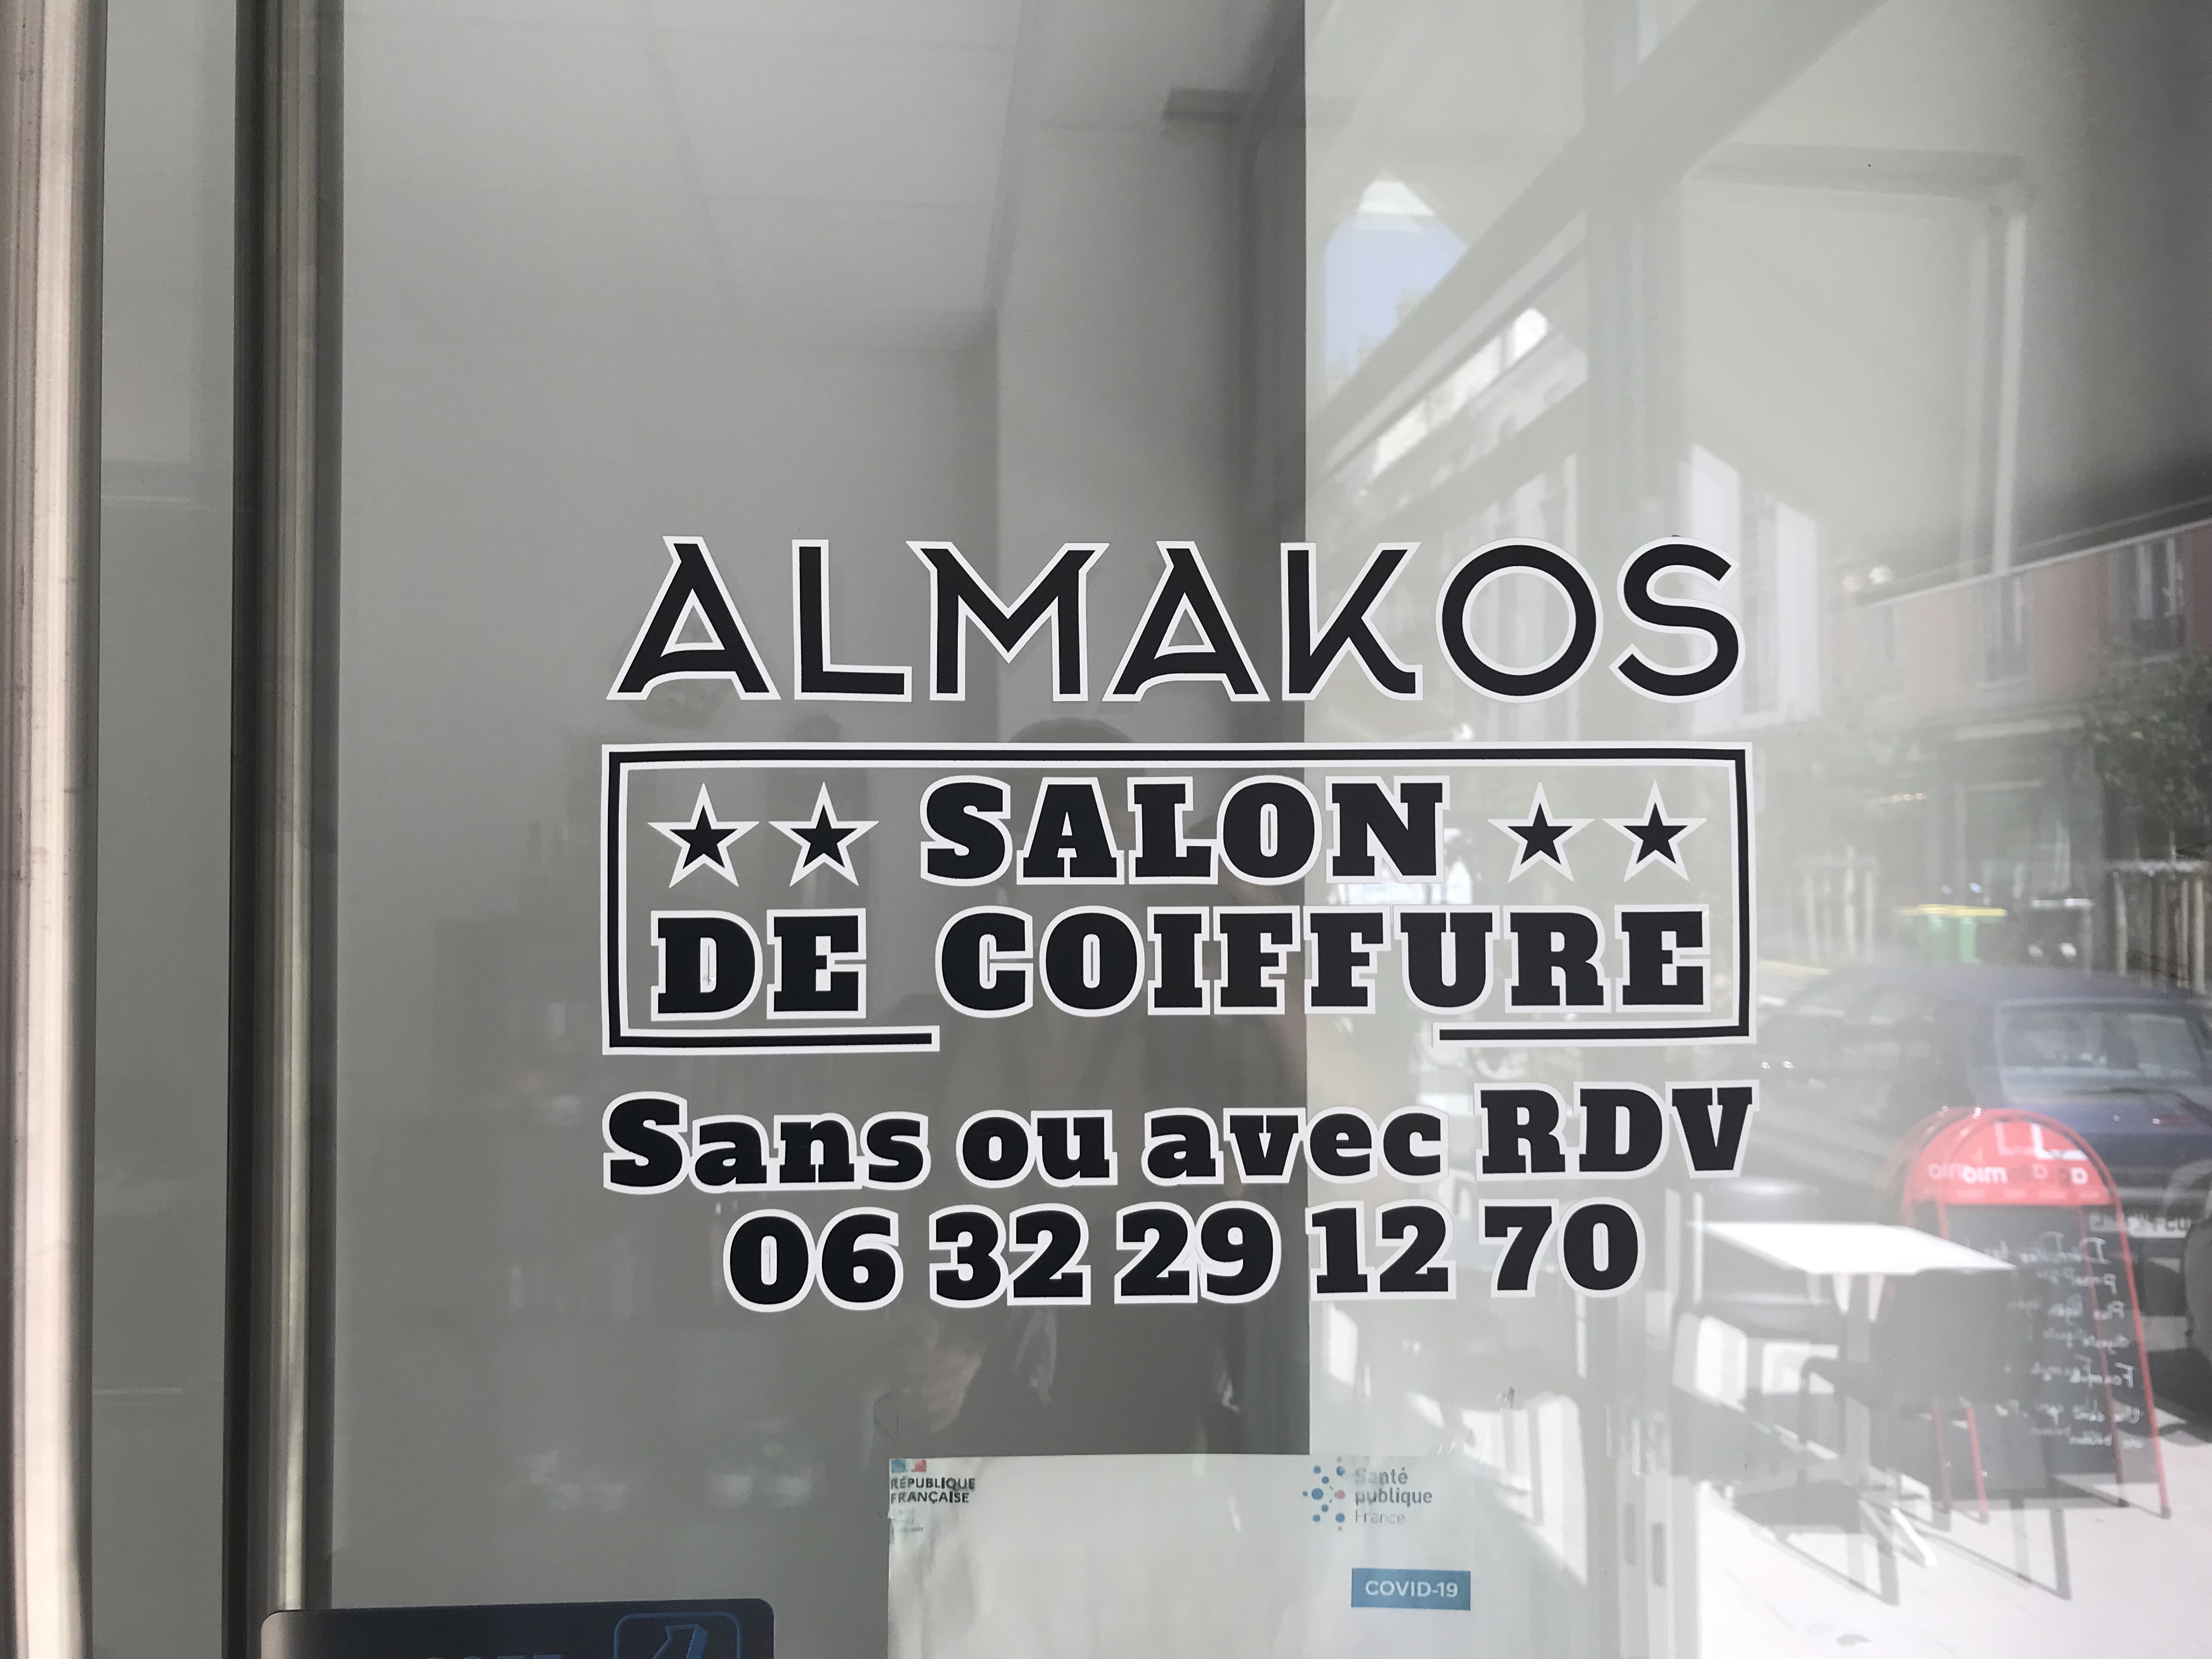 ALMAKOS
★ ★ SALON ★ ★
DE COIFFURE
Sans ou avec RDV
06 32 29 12 70
RÉPUBLIQUE
FRANÇAISE
Santé
publique
France
COVID-19